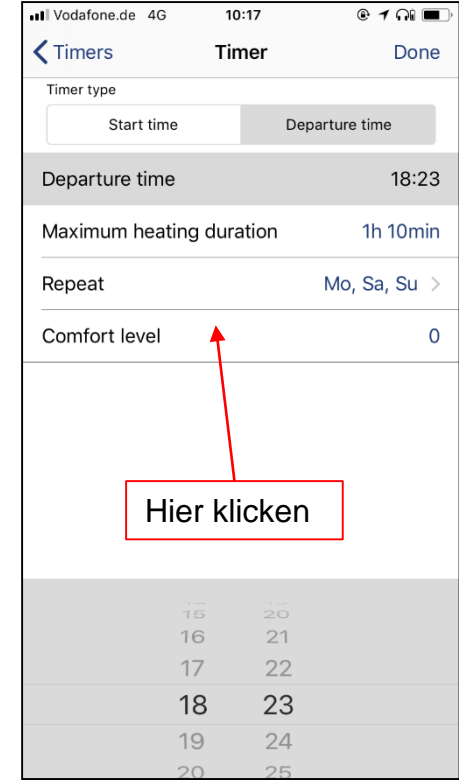 Vodafone.de 4G 10:17
Timers Timer Done
Timer type
Start time Departure time
Departure time 18:23
Maximum heating duration 1h 10min
Repeat Mo, Sa, Su
Comfort level 0
Hier klicken
15 20
16 21
17 22
18 23
19 24
20 25